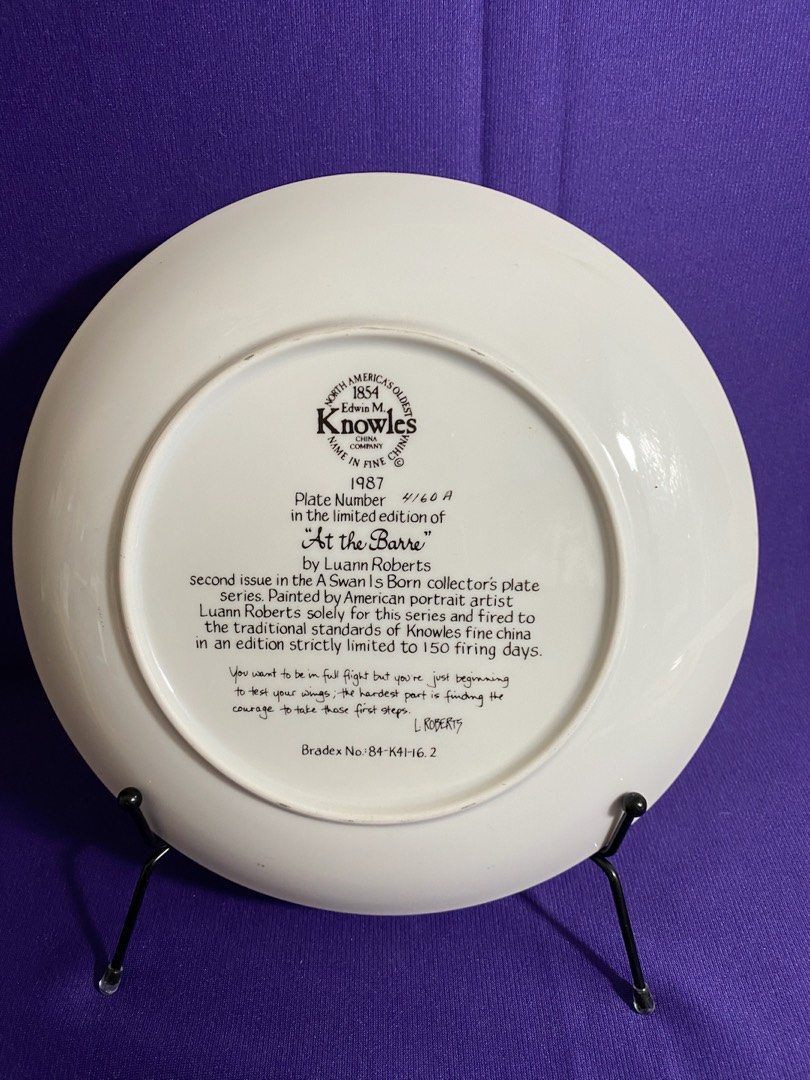 NORTH AMERICA'S OLDEST
1854
Edwin M.
Knowles
CHINA
COMPANY
NAME IN FINE CHINA
©
1987
Plate Number 4160 A
in the limited edition of
"At the Barre"
by Luann Roberts
second issue in the A Swan Is Born collector's plate
series. Painted by American portrait artist
Luann Roberts solely for this series and fired to
the traditional standards of Knowles fine china
in an edition strictly limited to 150 firing days.
You want to be in full flight but you're just beginning
to test your wings; the hardest part is finding the
courage to take those first steps.
L ROBERTS
Bradex No.: 84-K41-16.2